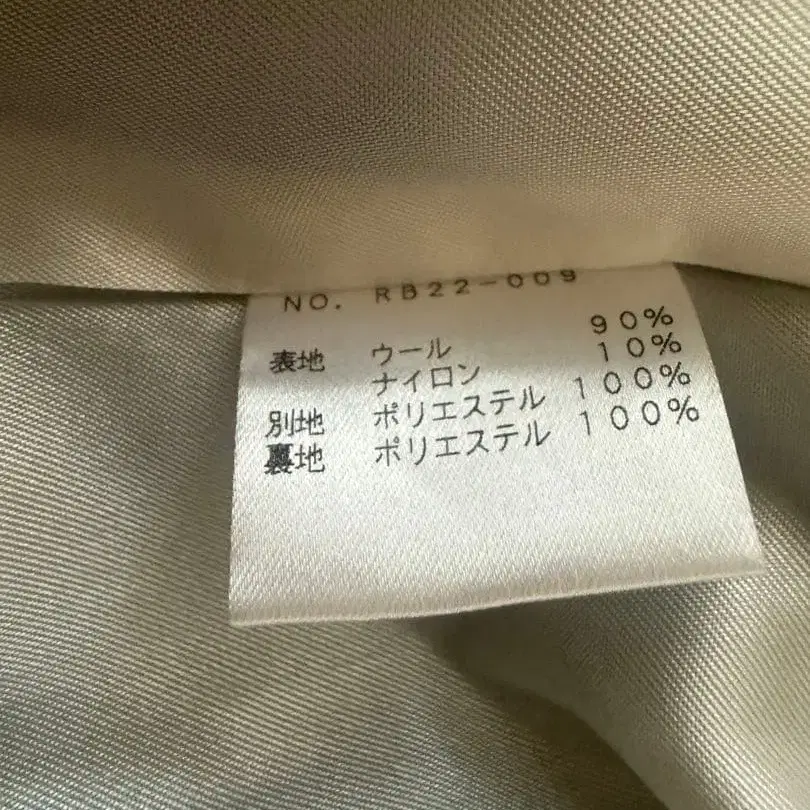 NO. RB22-009
表地 ウール 90%
ナイロン 10%
別地 ポリエステル 100%
裏地 ポリエステル 100%